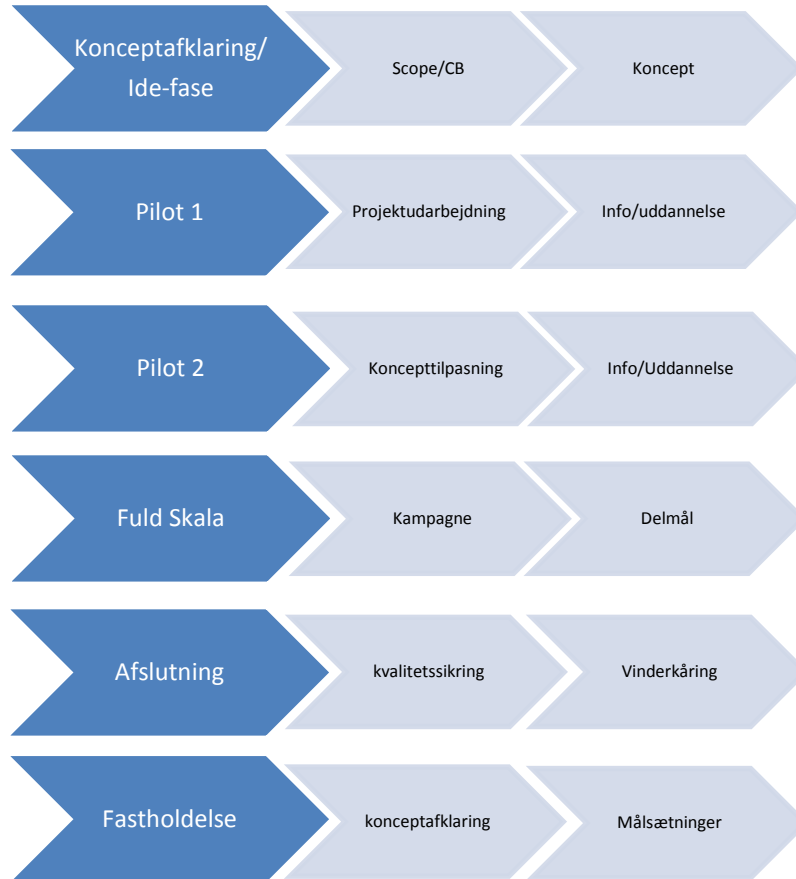 Konceptafklaring/
Ide-fase
Scope/CB
Koncept
Pilot 1
Projektudarbejdning
Info/uddannelse
Pilot 2
Koncepttilpasning
Info/Uddannelse
Fuld Skala
Kampagne
Delmål
Afslutning
kvalitetssikring
Vinderkåring
Fastholdelse
konceptafklaring
Målsætninger